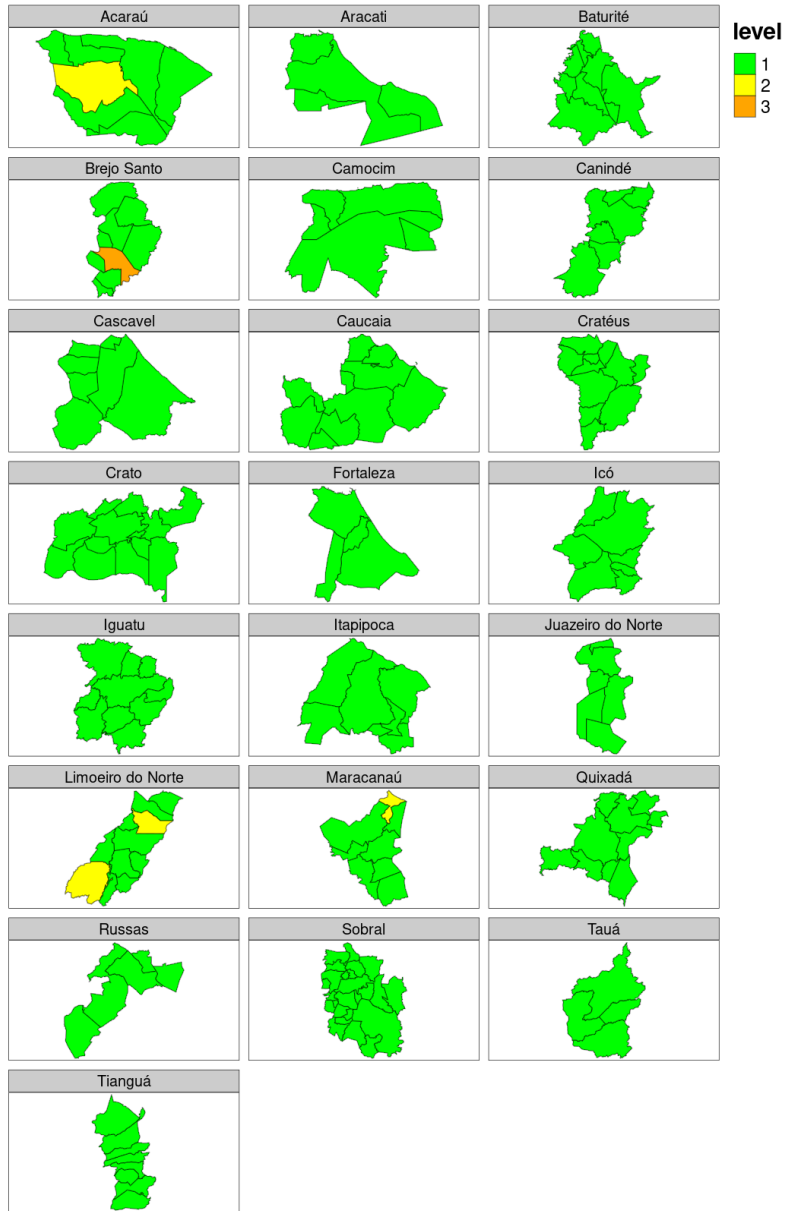 Acaraú
Aracati
Baturité
level
1
2
3
Brejo Santo
Camocim
Canindé
Cascavel
Caucaia
Cratéus
Crato
Fortaleza
Icó
Iguatu
Itapipoca
Juazeiro do Norte
Limoeiro do Norte
Maracanaú
Quixadá
Russas
Sobral
Tauá
Tianguá